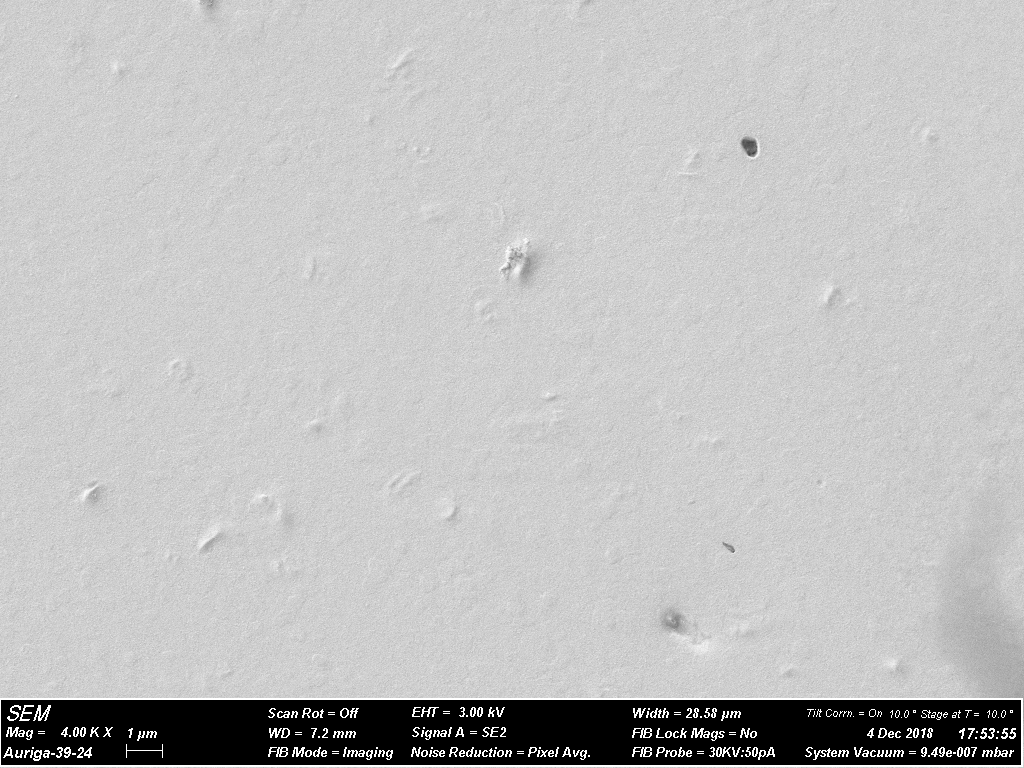 SEM Scan Rot = Off EHT = 3.00 kV Width = 28.58 µm Tilt Corrn. = On 10.0° Stage at T = 10.0°
Mag = 4.00 K X 1 µm WD = 7.2 mm Signal A = SE2 FIB Lock Mags = No 4 Dec 2018 17:53:55
Auriga-39-24 FIB Mode = Imaging Noise Reduction = Pixel Avg. FIB Probe = 30KV:50pA System Vacuum = 9.49e-007 mbar